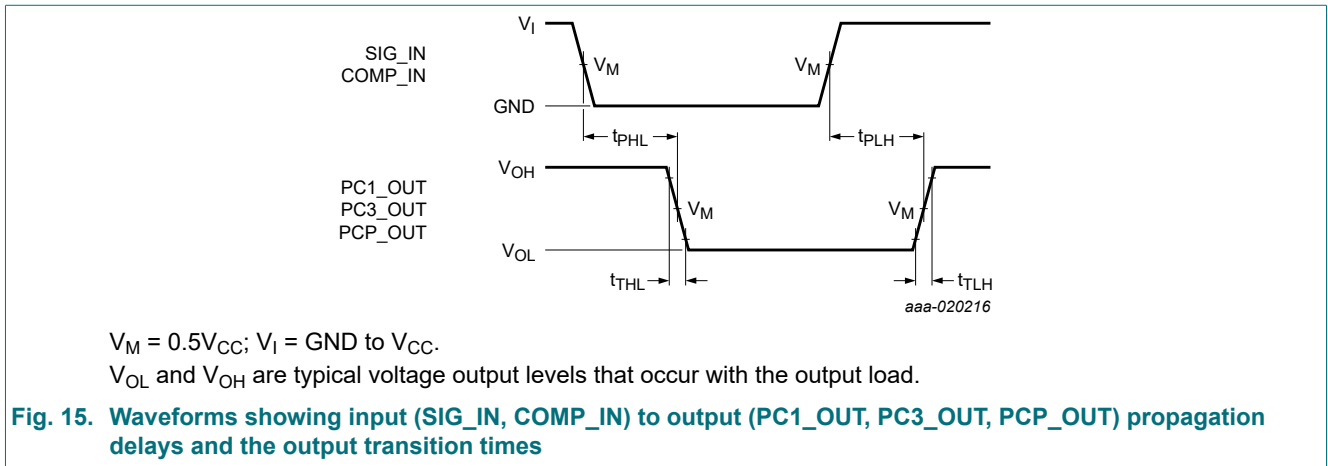 V_I
SIG_IN
COMP_IN
V_M
V_M
GND
t_PHL
t_PLH
V_OH
PC1_OUT
PC3_OUT
PCP_OUT
V_M
V_M
V_OL
t_THL
t_TLH
aaa-020216
V_M = 0.5V_CC; V_I = GND to V_CC.
V_OL and V_OH are typical voltage output levels that occur with the output load.
Fig. 15. Waveforms showing input (SIG_IN, COMP_IN) to output (PC1_OUT, PC3_OUT, PCP_OUT) propagation
delays and the output transition times